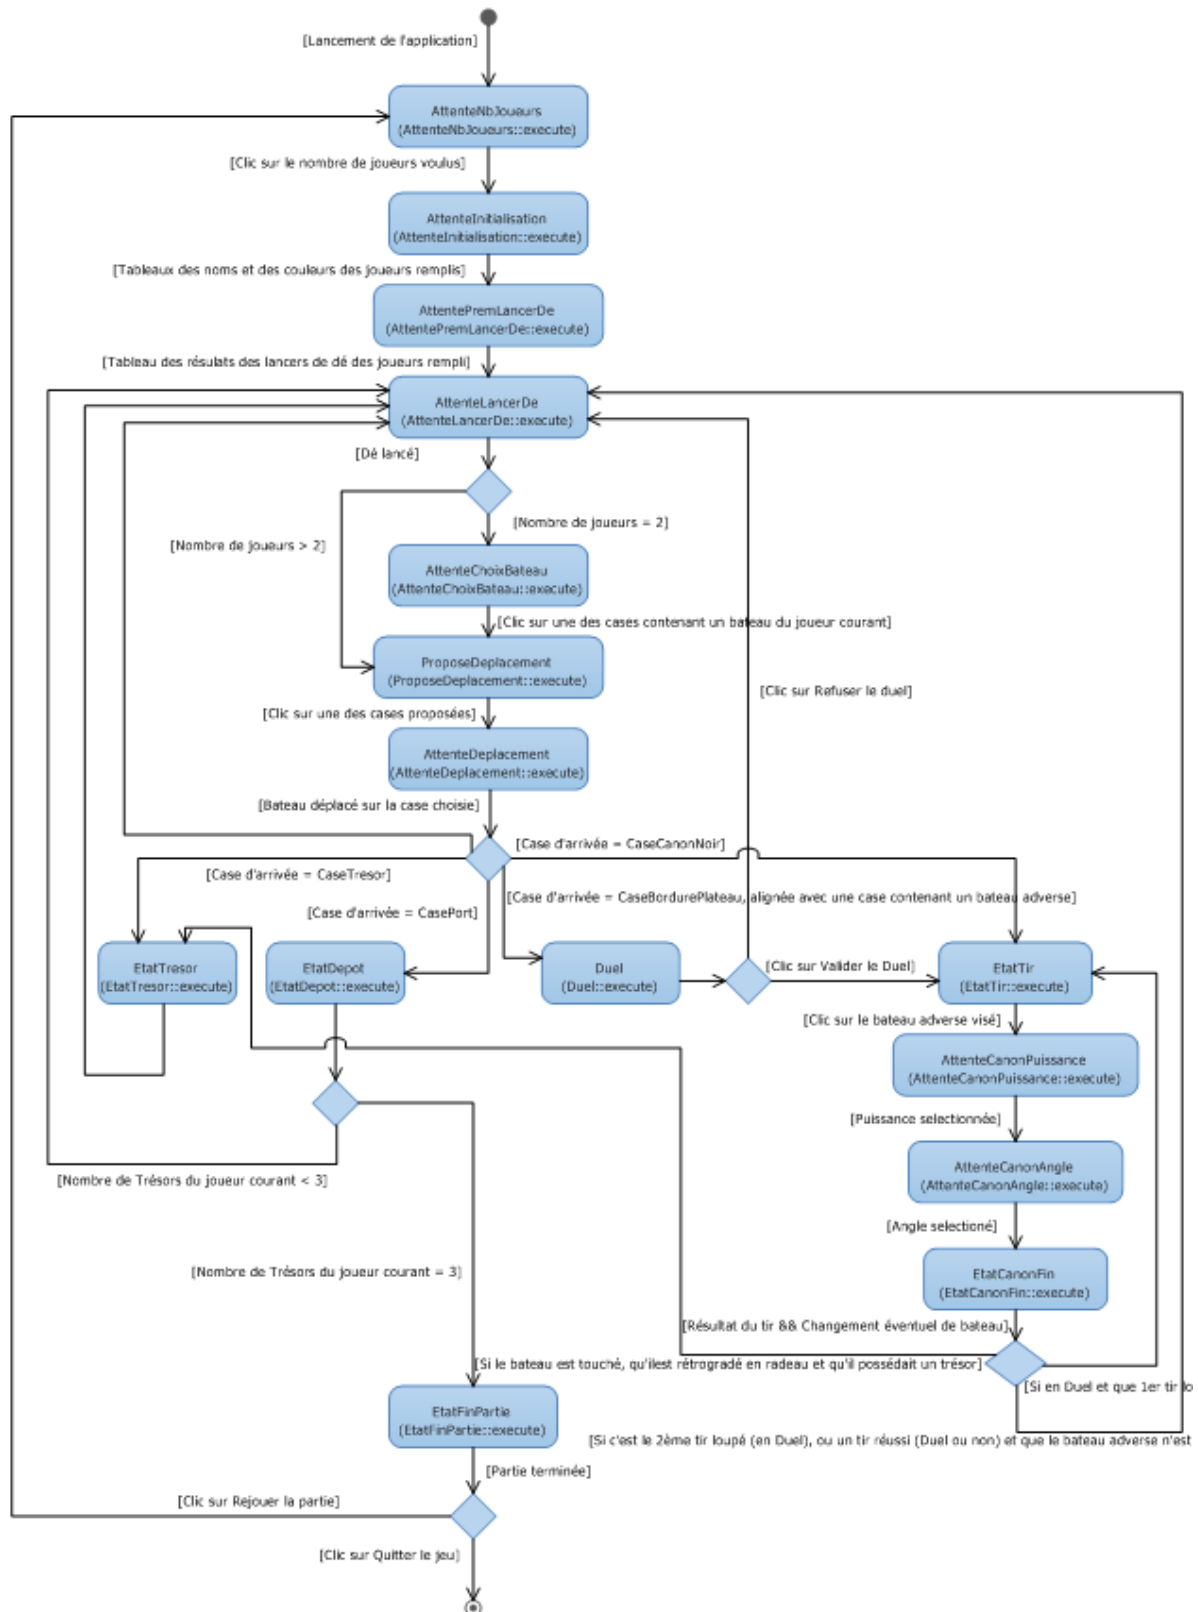 [Lancement de l'application]
AttenteNbJoueurs
(AttenteNbJoueurs::execute)
[Clic sur le nombre de joueurs voulus]
AttenteInitialisation
(AttenteInitialisation::execute)
[Tableaux des noms et des couleurs des joueurs remplis]
AttentePremLancerDe
(AttentePremLancerDe::execute)
[Tableau des résulats des lancers de dé des joueurs rempli]
AttenteLancerDe
(AttenteLancerDe::execute)
[Dé lancé]
[Nombre de joueurs = 2]
[Nombre de joueurs > 2]
AttenteChoixBateau
(AttenteChoixBateau::execute)
[Clic sur une des cases contenant un bateau du joueur courant]
ProposeDeplacement
(ProposeDeplacement::execute)
[Clic sur Refuser le duel]
[Clic sur une des cases proposées]
AttenteDeplacement
(AttenteDeplacement::execute)
[Bateau déplacé sur la case choisie]
[Case d'arrivée = CaseCanonNoir]
[Case d'arrivée = CaseTresor]
[Case d'arrivée = CaseBordurePlateau, alignée avec une case contenant un bateau adverse]
[Case d'arrivée = CasePort]
EtatTresor
(EtatTresor::execute)
EtatDepot
(EtatDepot::execute)
Duel
(Duel::execute)
[Clic sur Valider le Duel]
EtatTir
(EtatTir::execute)
[Clic sur le bateau adverse visé]
AttenteCanonPuissance
(AttenteCanonPuissance::execute)
[Puissance selectionnée]
AttenteCanonAngle
(AttenteCanonAngle::execute)
[Nombre de Trésors du joueur courant < 3]
[Angle selectioné]
[Nombre de Trésors du joueur courant = 3]
EtatCanonFin
(EtatCanonFin::execute)
[Résultat du tir && Changement éventuel de bateau]
[Si le bateau est touché, qu'ilest rétrogradé en radeau et qu'il possédait un trésor]
[Si en Duel et que 1er tir lo
EtatFinPartie
(EtatFinPartie::execute)
[Si c'est le 2ème tir loupé (en Duel), ou un tir réussi (Duel ou non) et que le bateau adverse n'est
[Partie terminée]
[Clic sur Rejouer la partie]
[Clic sur Quitter le jeu]